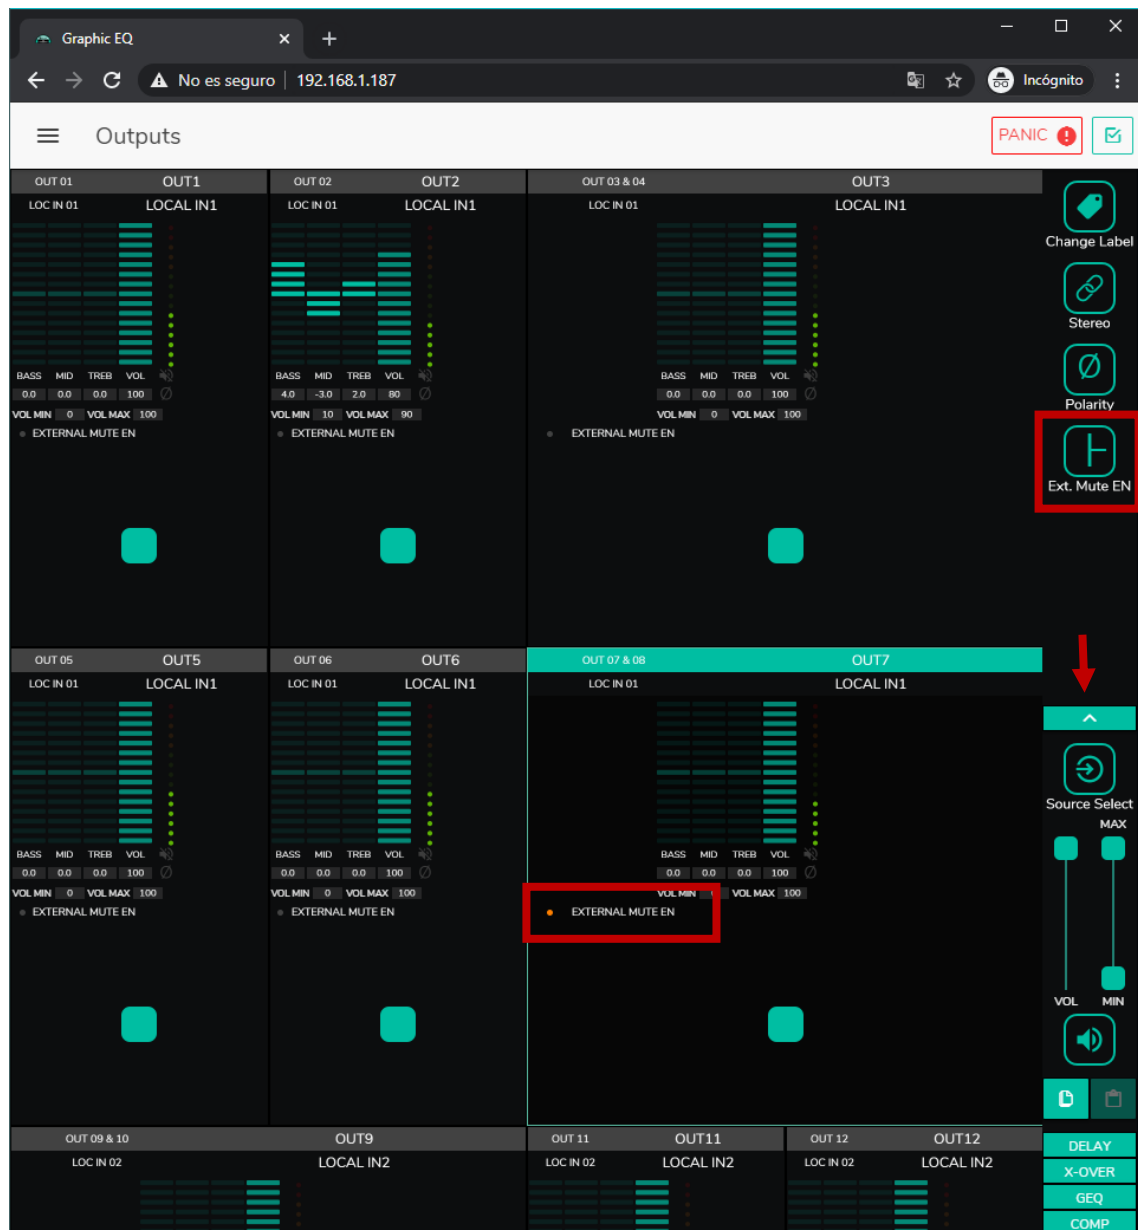 Graphic EQ
No es seguro 192.168.1.187 Incógnito
Outputs PANIC
OUT 01 OUT1 OUT 02 OUT2 OUT 03 & 04 OUT3
LOC IN 01 LOCAL IN1 LOC IN 01 LOCAL IN1 LOC IN 01 LOCAL IN1
Change Label
Stereo
BASS MID TREB VOL BASS MID TREB VOL BASS MID TREB VOL
0.0 0.0 0.0 100 4.0 -3.0 2.0 80 0.0 0.0 0.0 100
Polarity
VOL MIN 0 VOL MAX 100 VOL MIN 10 VOL MAX 90 VOL MIN 0 VOL MAX 100
EXTERNAL MUTE EN EXTERNAL MUTE EN EXTERNAL MUTE EN
Ext. Mute EN
OUT 05 OUT5 OUT 06 OUT6 OUT 07 & 08 OUT7
LOC IN 01 LOCAL IN1 LOC IN 01 LOCAL IN1 LOC IN 01 LOCAL IN1
Source Select
MAX
BASS MID TREB VOL BASS MID TREB VOL BASS MID TREB VOL
0.0 0.0 0.0 100 0.0 0.0 0.0 100 0.0 0.0 0.0 100
VOL MIN 0 VOL MAX 100 VOL MIN 0 VOL MAX 100 VOL MIN 0 VOL MAX 100
EXTERNAL MUTE EN EXTERNAL MUTE EN EXTERNAL MUTE EN
VOL MIN
OUT 09 & 10 OUT9 OUT 11 OUT11 OUT 12 OUT12
DELAY
LOC IN 02 LOCAL IN2 LOC IN 02 LOCAL IN2 LOC IN 02 LOCAL IN2
X-OVER
GEQ
COMP